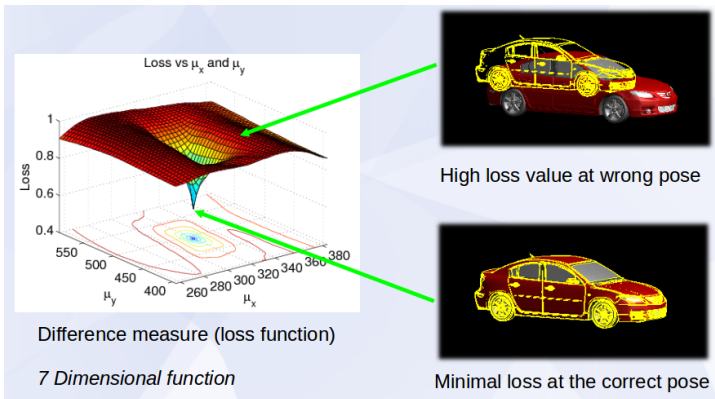 Loss vs μx and μy
1
0.8
0.6
0.4
Loss
550
500
450
400
μy
260 280 300 320 340 360 380
μx
High loss value at wrong pose
Difference measure (loss function)
7 Dimensional function
Minimal loss at the correct pose